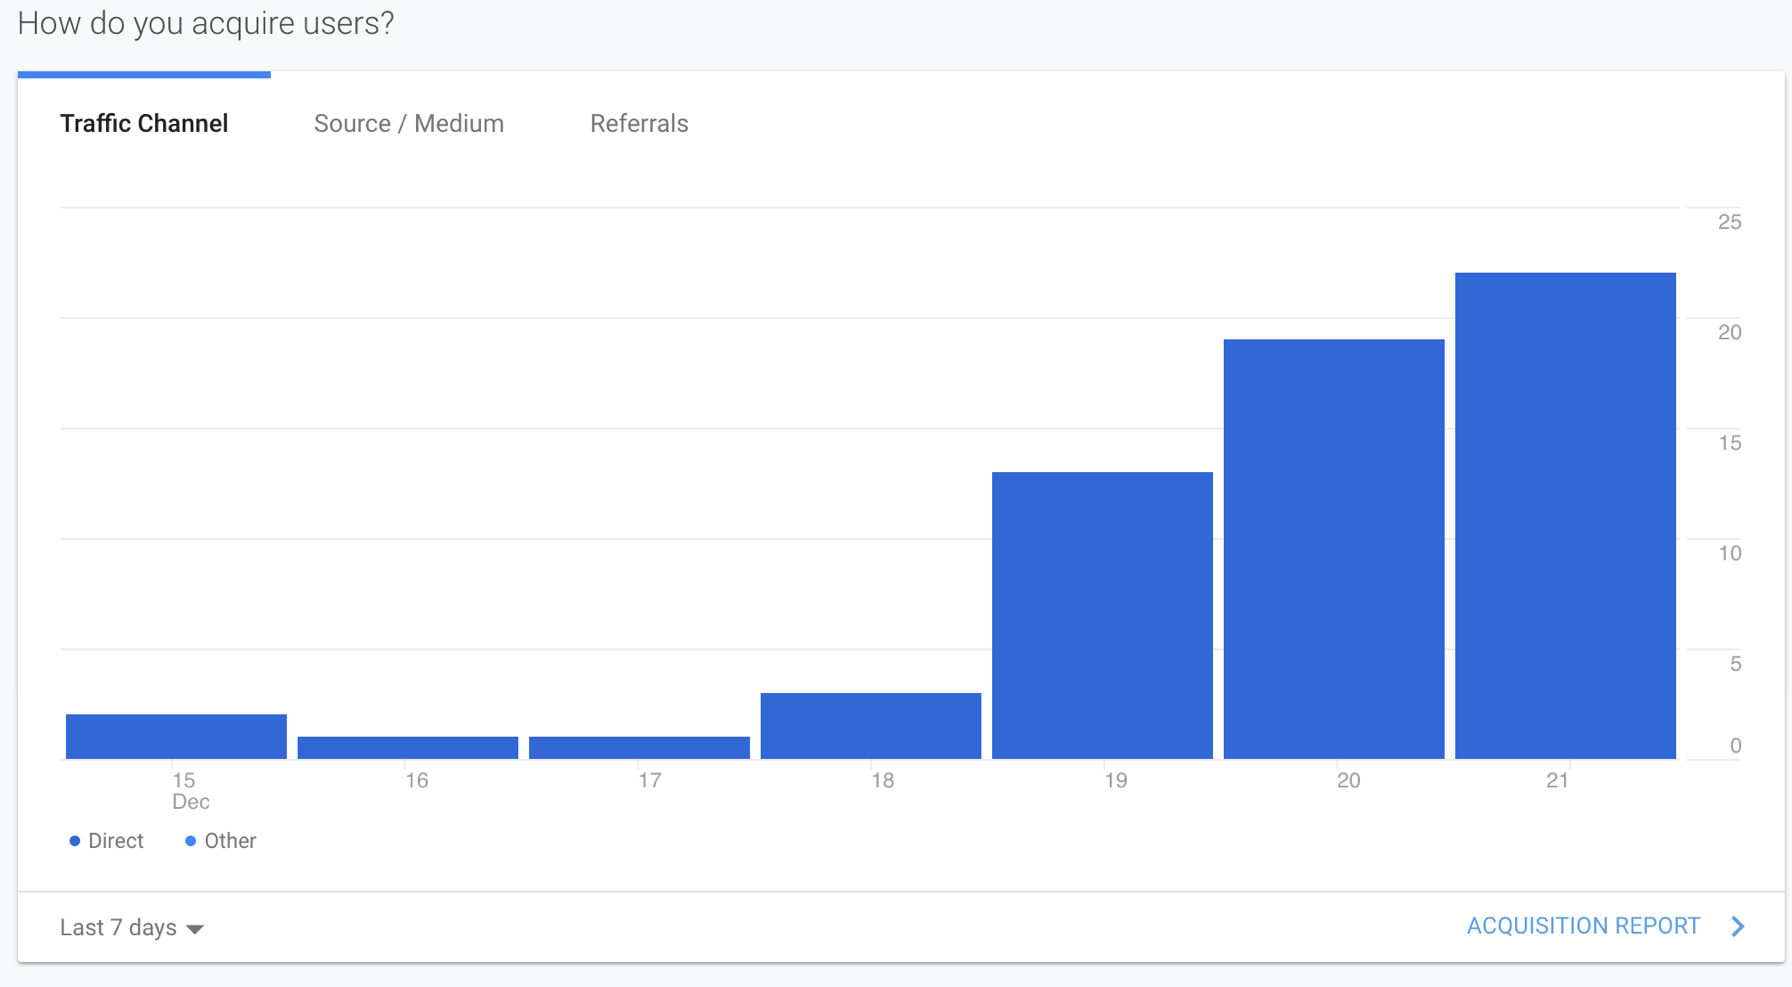 How do you acquire users?
Traffic Channel Source / Medium Referrals
25
20
15
10
5
0
15 16 17 18 19 20 21
Dec
Direct Other
Last 7 days ACQUISITION REPORT